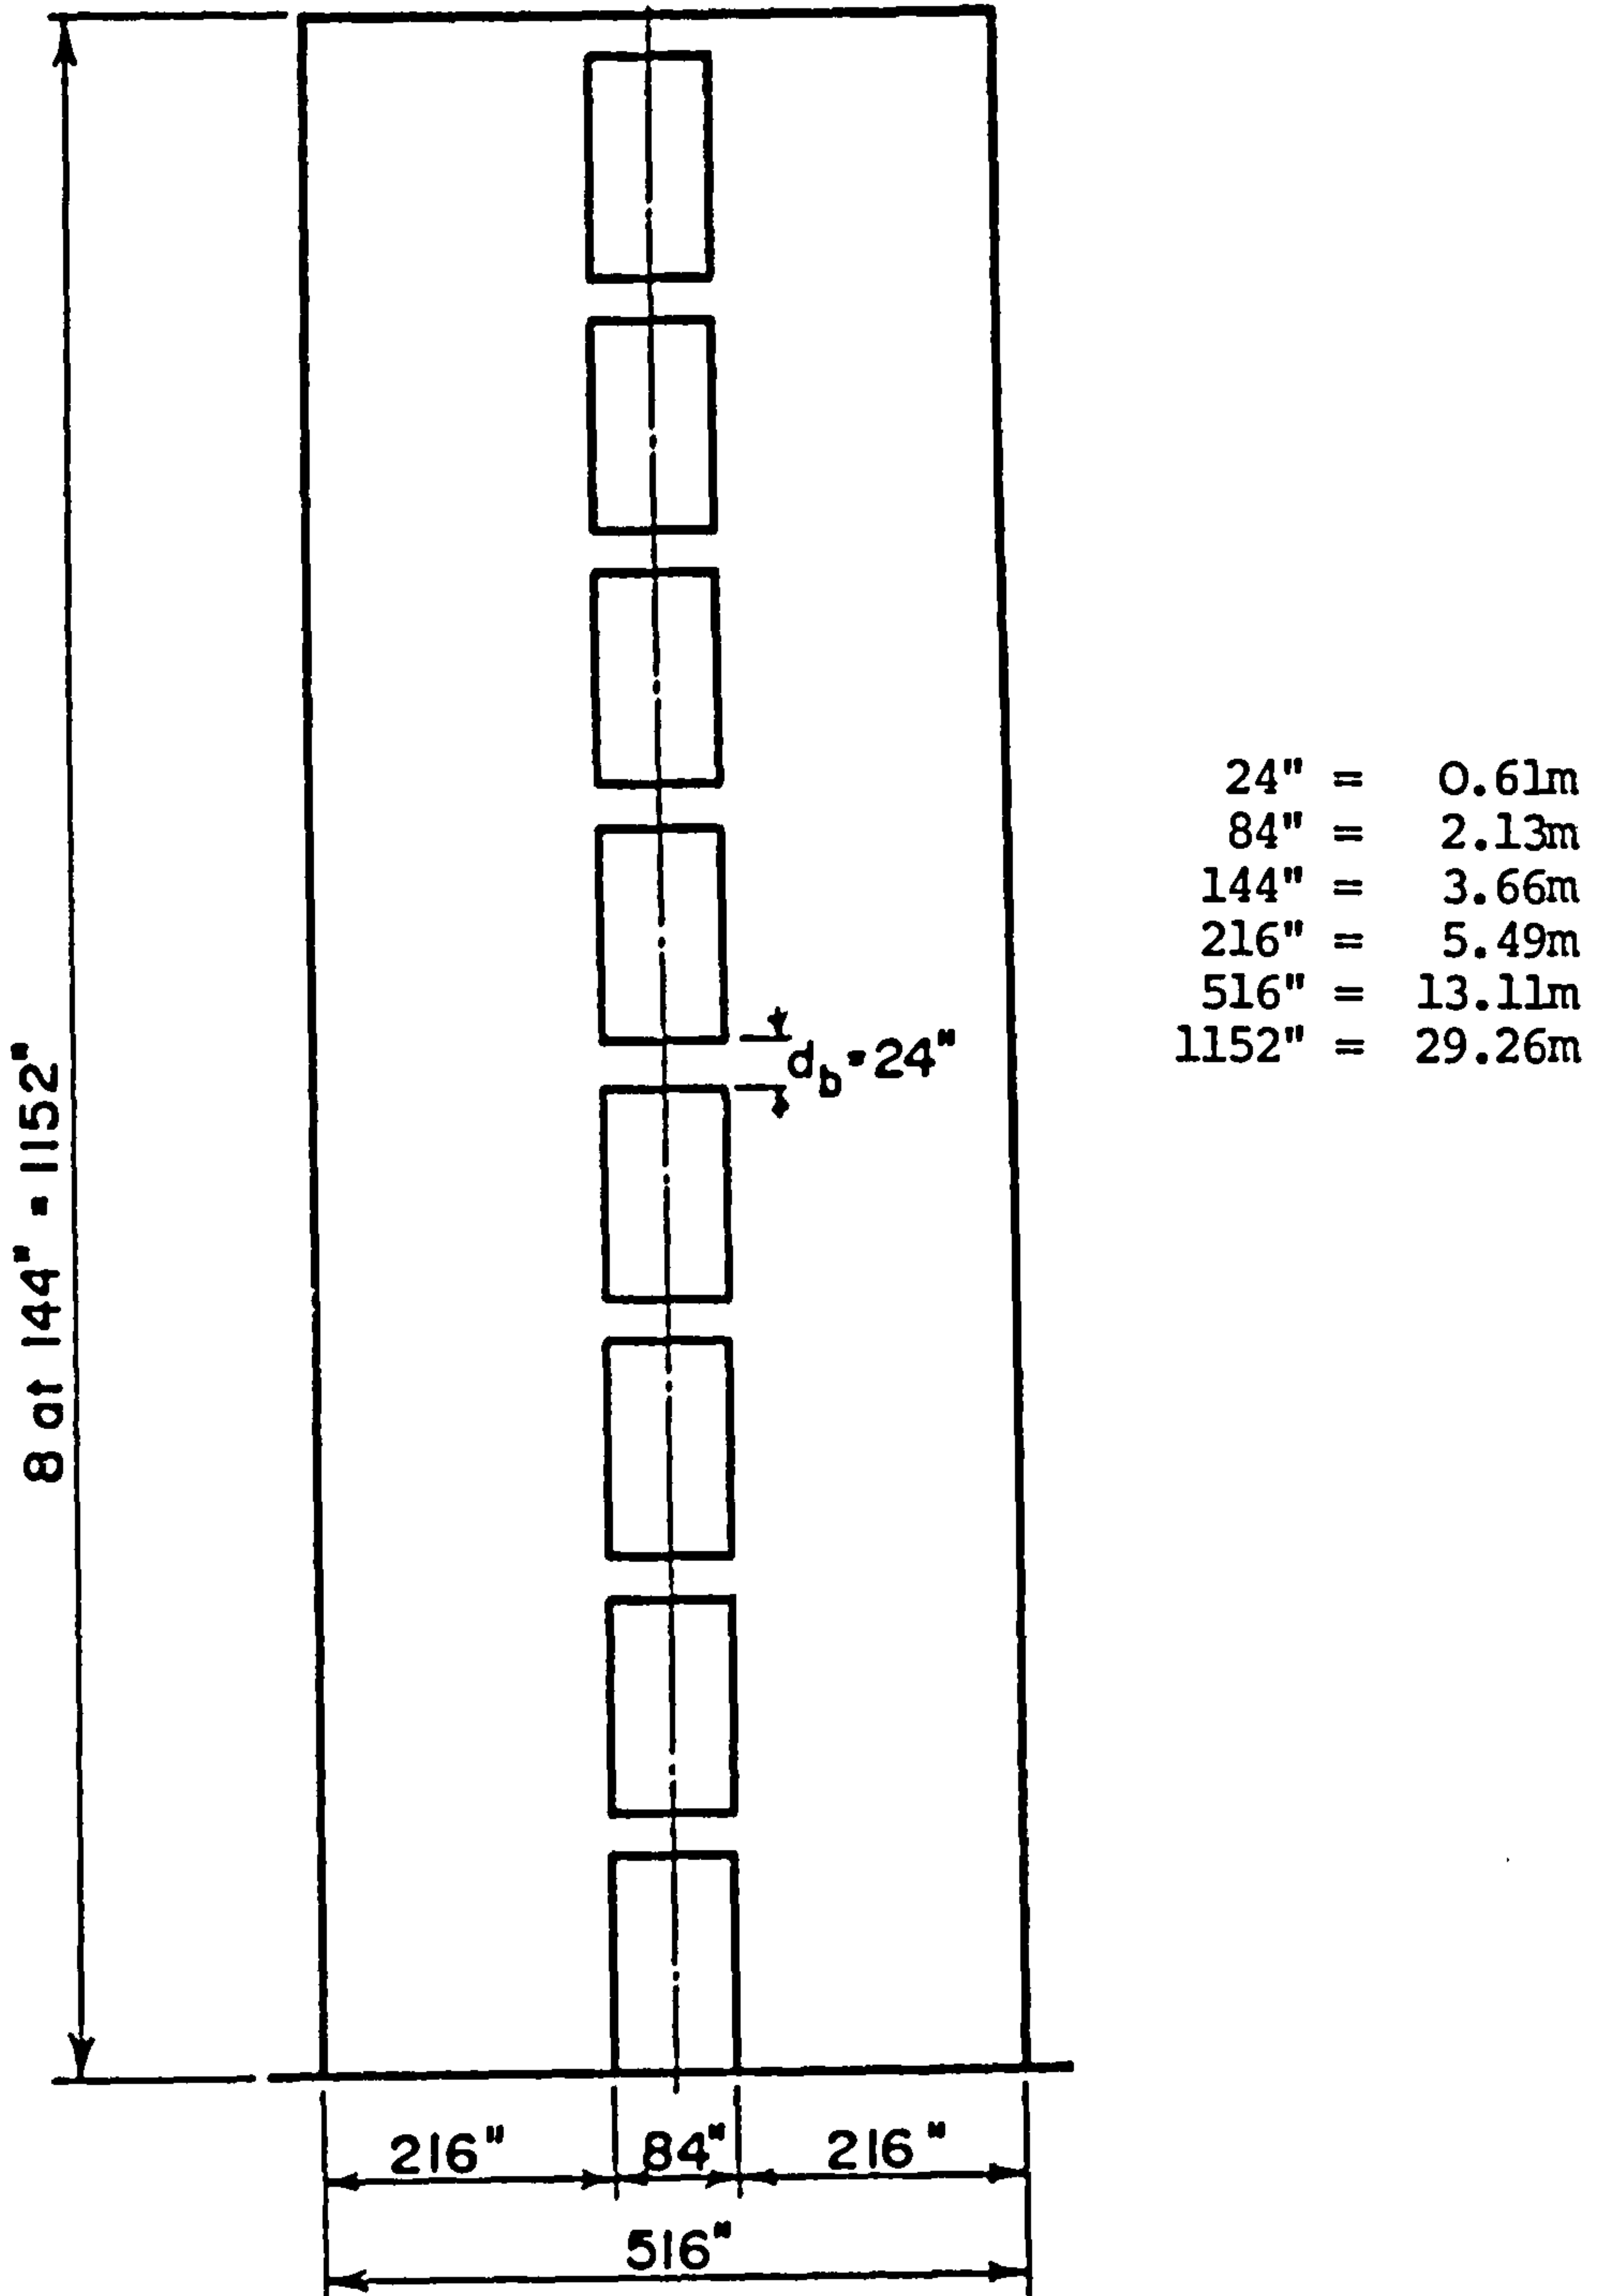 8 at 144" = 1152"
24" = 0.61m
84" = 2.13m
144" = 3.66m
216" = 5.49m
516" = 13.11m
1152" = 29.26m
db=24"
216" 84" 216"
516"